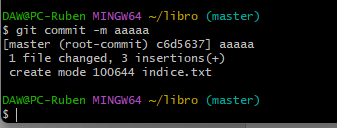 DAW@PC-Ruben MINGW64 ~/libro (master)
$ git commit -m aaaaa
[master (root-commit) c6d5637] aaaaa
 1 file changed, 3 insertions(+)
 create mode 100644 indice.txt

DAW@PC-Ruben MINGW64 ~/libro (master)
$